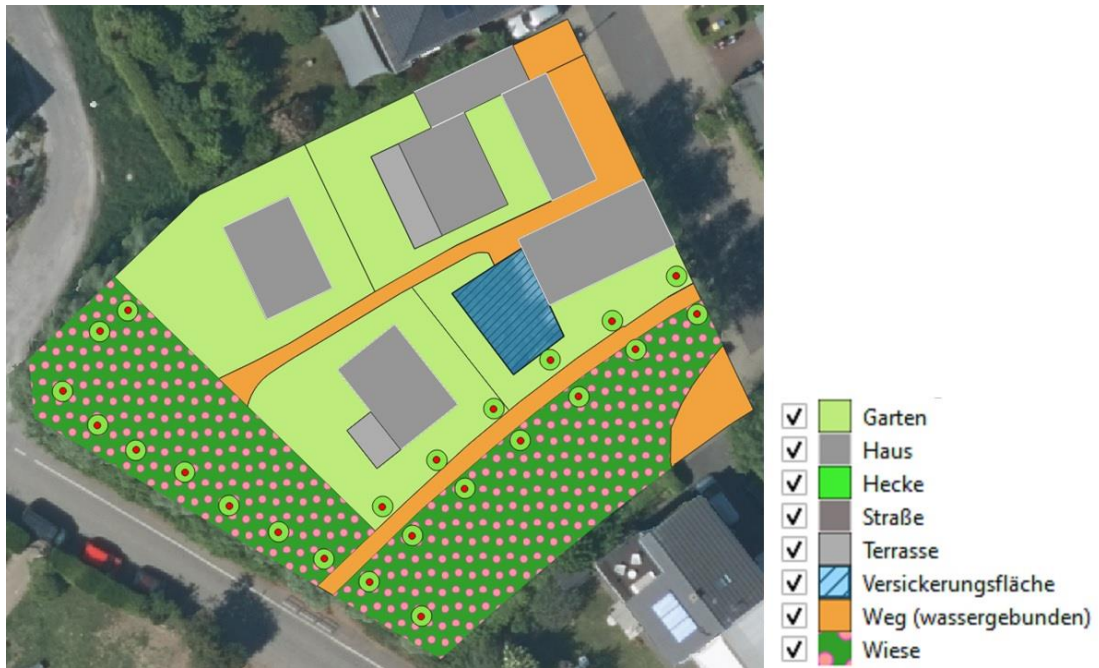 Garten
Haus
Hecke
Straße
Terrasse
Versickerungsfläche
Weg (wassergebunden)
Wiese